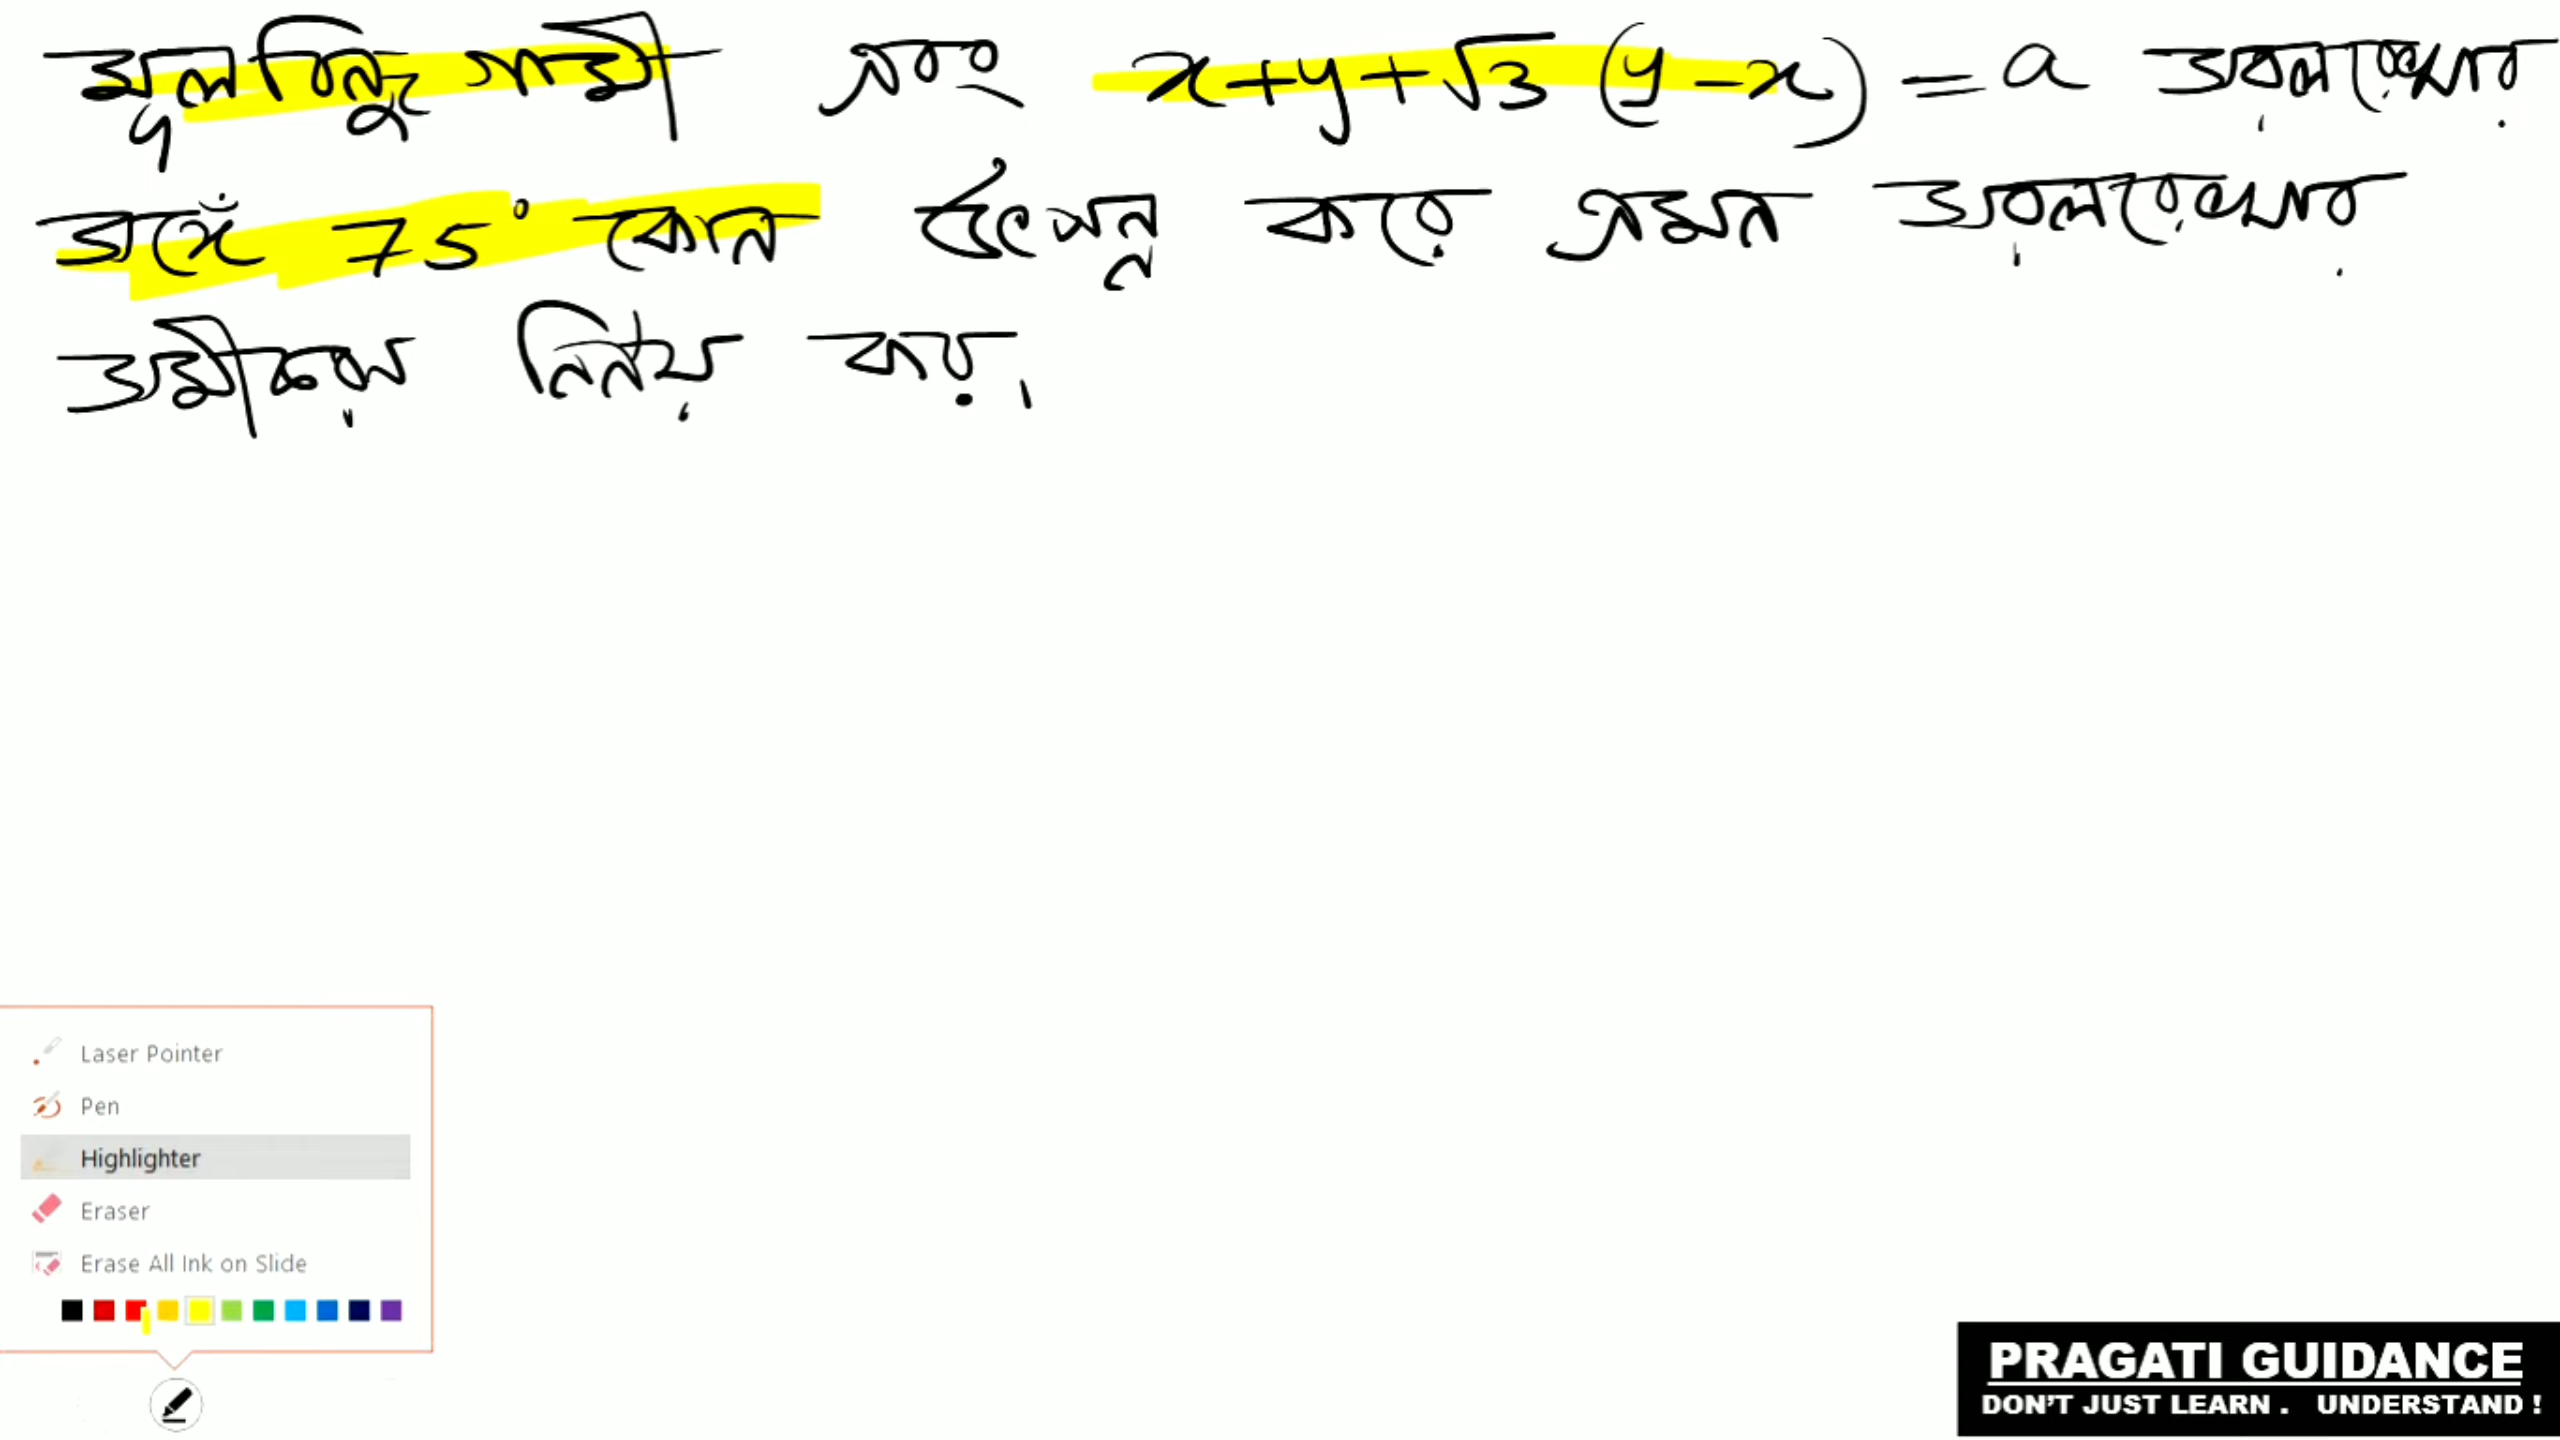 মূলবিন্দু গামী এবং x+y+√3 (y-x) = a সরলরেখার
সঙ্গে 75° কোন উৎপন্ন করে এমন সরলরেখার
সমীকরণ নির্ণয় কর।
Laser Pointer
Pen
Highlighter
Eraser
Erase All Ink on Slide
PRAGATI GUIDANCE
DON'T JUST LEARN . UNDERSTAND !